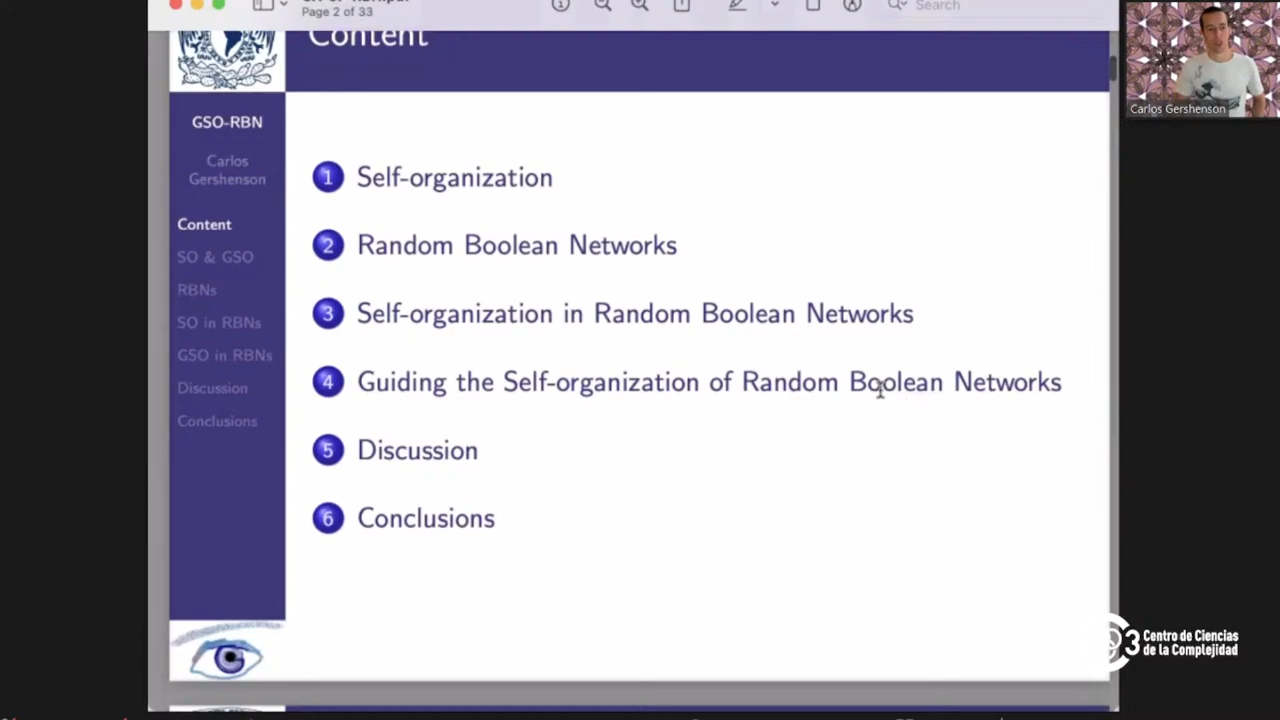 Page 2 of 33
Search
Content
Carlos Gershenson
GSO-RBN
Carlos
Gershenson
Content
SO & GSO
RBNs
SO in RBNs
GSO in RBNs
Discussion
Conclusions
1 Self-organization
2 Random Boolean Networks
3 Self-organization in Random Boolean Networks
4 Guiding the Self-organization of Random Boolean Networks
5 Discussion
6 Conclusions
3 Centro de Ciencias
de la Complejidad